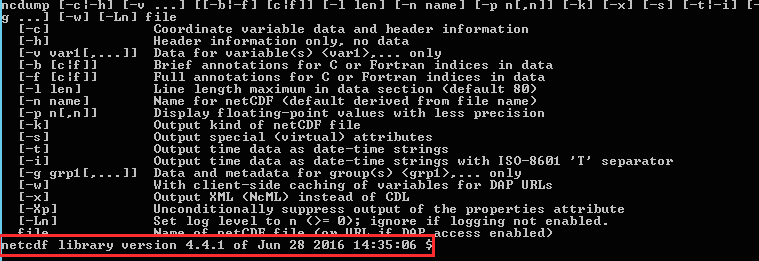 ncdump [-c|-h] [-v ...] [[-b|-f] [c|f]] [-l len] [-n name] [-p n[,n]] [-k] [-x] [-s] [-t|-i] [-
g ...] [-w] [-Ln] file
[-c] Coordinate variable data and header information
[-h] Header information only, no data
[-v var1[,...]] Data for variable(s) <var1>,... only
[-b [c|f]] Brief annotations for C or Fortran indices in data
[-f [c|f]] Full annotations for C or Fortran indices in data
[-l len] Line length maximum in data section (default 80)
[-n name] Name for netCDF (default derived from file name)
[-p n[,n]] Display floating-point values with less precision
[-k] Output kind of netCDF file
[-s] Output special (virtual) attributes
[-t] Output time data as date-time strings
[-i] Output time data as date-time strings with ISO-8601 'T' separator
[-g grp1[,...]] Data and metadata for group(s) <grp1>,... only
[-w] With client-side caching of variables for DAP URLs
[-x] Output XML (NcML) instead of CDL
[-Xp] Unconditionally suppress output of the properties attribute
[-Ln] Set log level to n (>= 0); ignore if logging not enabled.
file Name of netCDF file (or URL if DAP access enabled)
netcdf library version 4.4.1 of Jun 28 2016 14:35:06 $